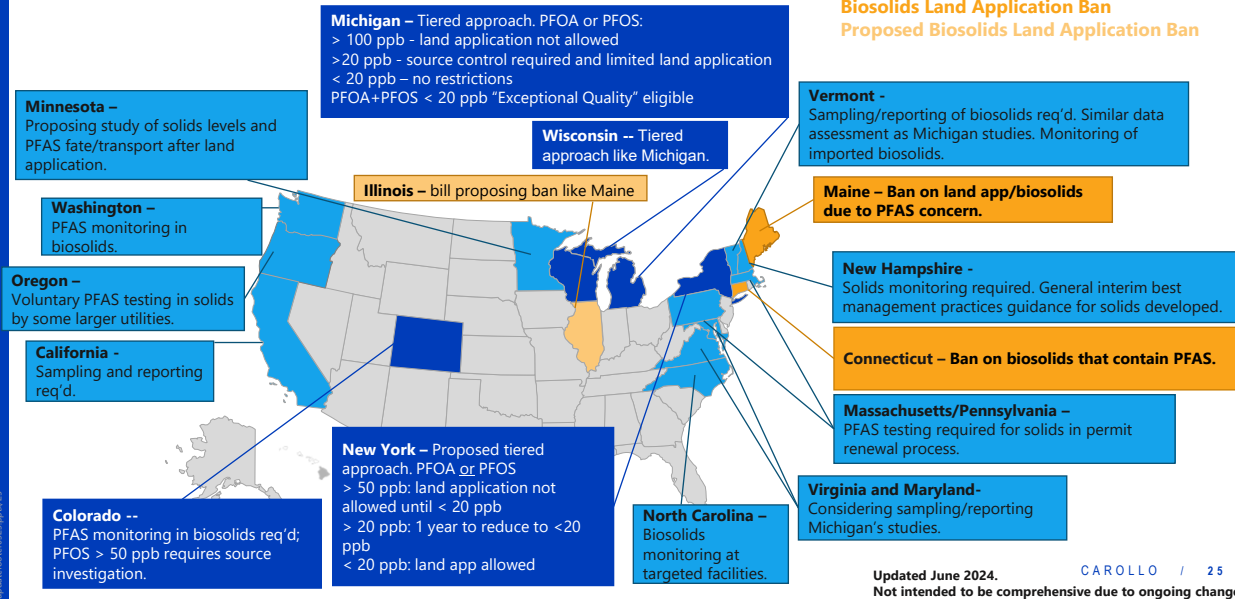 Biosolids Land Application Ban
Proposed Biosolids Land Application Ban
Michigan – Tiered approach. PFOA or PFOS:
> 100 ppb - land application not allowed
>20 ppb - source control required and limited land application
< 20 ppb – no restrictions
PFOA+PFOS < 20 ppb “Exceptional Quality” eligible
Minnesota –
Proposing study of solids levels and
PFAS fate/transport after land
application.
Wisconsin -- Tiered
approach like Michigan.
Vermont -
Sampling/reporting of biosolids req'd. Similar data
assessment as Michigan studies. Monitoring of
imported biosolids.
Illinois – bill proposing ban like Maine
Maine – Ban on land app/biosolids
due to PFAS concern.
Washington –
PFAS monitoring in
biosolids.
Oregon –
Voluntary PFAS testing in solids
by some larger utilities.
New Hampshire -
Solids monitoring required. General interim best
management practices guidance for solids developed.
California -
Sampling and reporting
req'd.
Connecticut – Ban on biosolids that contain PFAS.
Massachusetts/Pennsylvania –
PFAS testing required for solids in permit
renewal process.
New York – Proposed tiered
approach. PFOA or PFOS
> 50 ppb: land application not
allowed until < 20 ppb
> 20 ppb: 1 year to reduce to <20
ppb
< 20 ppb: land app allowed
Virginia and Maryland-
Considering sampling/reporting
Michigan's studies.
Colorado --
PFAS monitoring in biosolids req'd;
PFOS > 50 ppb requires source
investigation.
North Carolina –
Biosolids
monitoring at
targeted facilities.
CAROLLO / 25
Updated June 2024.
Not intended to be comprehensive due to ongoing change